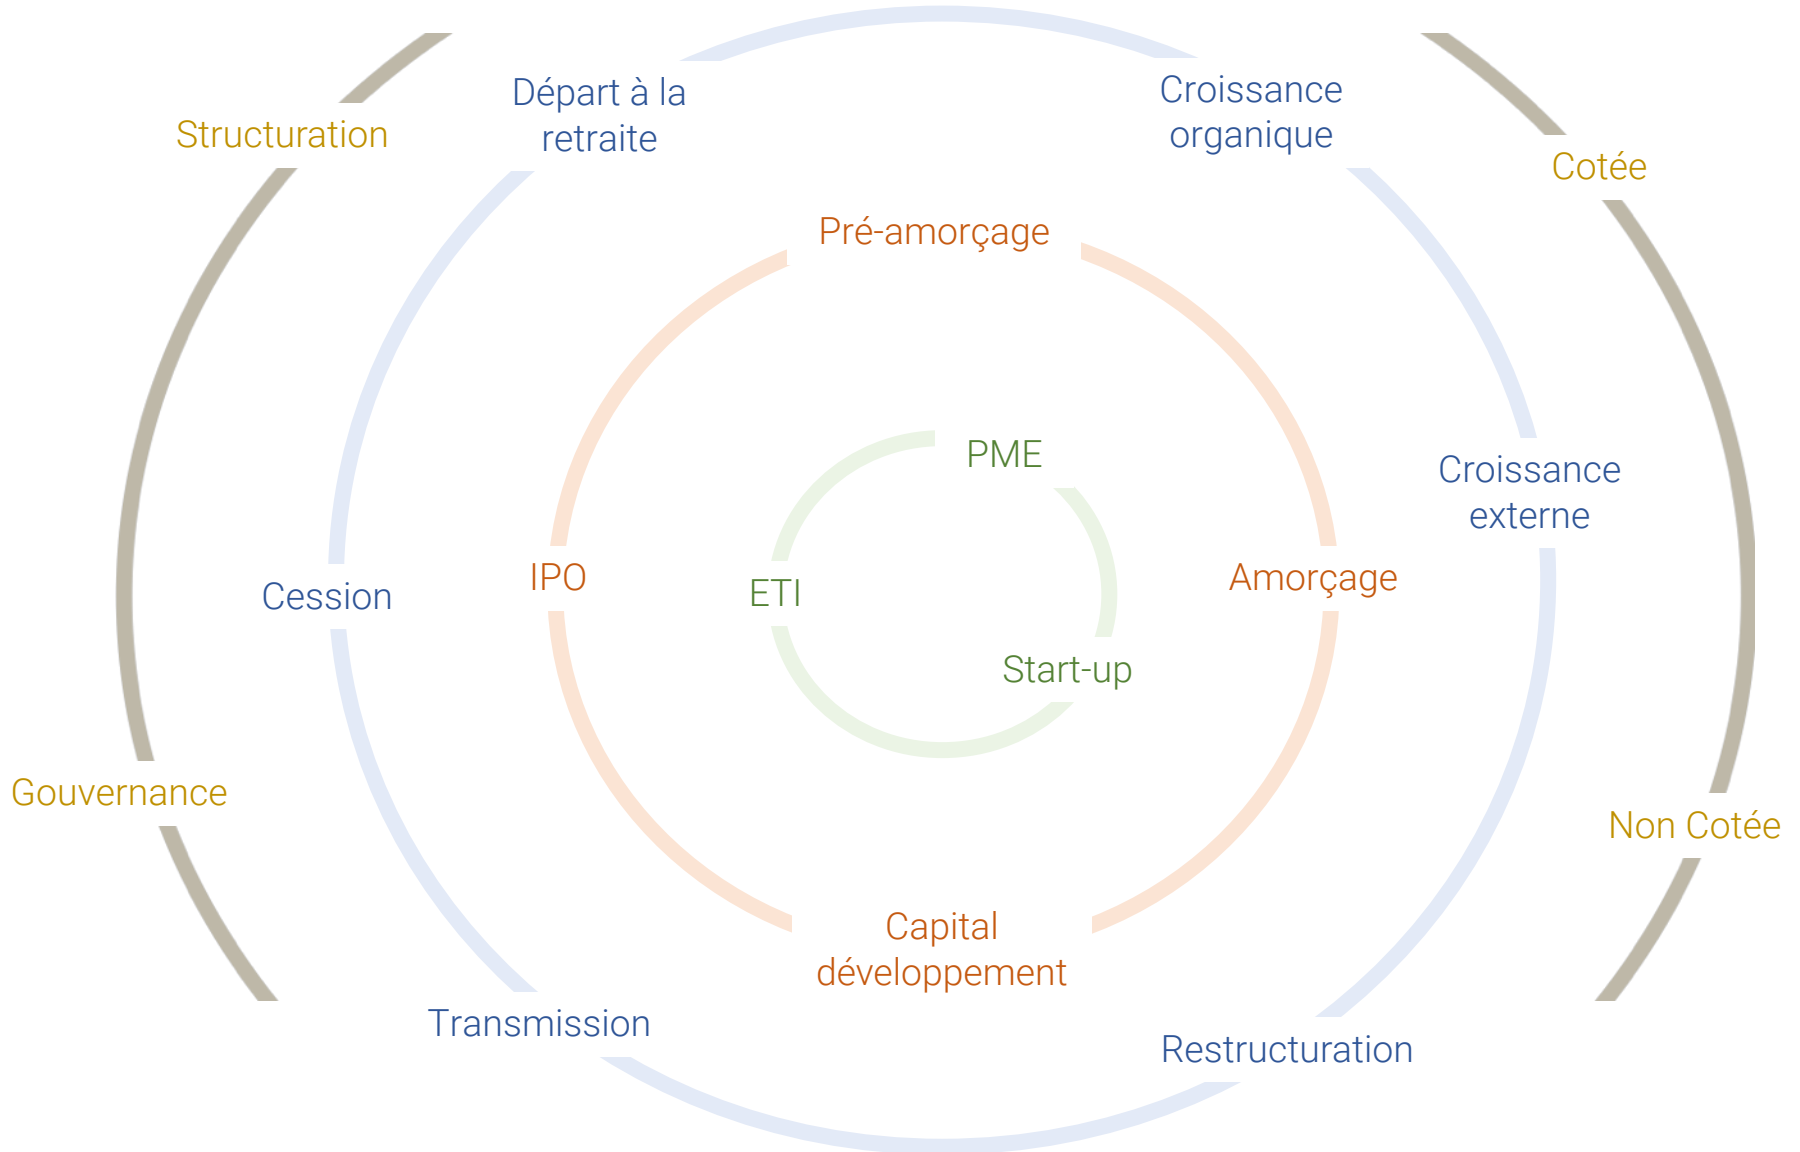 Départ à la
retraite
Croissance
organique
Structuration
Cotée
Pré-amorçage
PME
Croissance
externe
IPO
Amorçage
ETI
Cession
Start-up
Gouvernance
Non Cotée
Capital
développement
Transmission
Restructuration